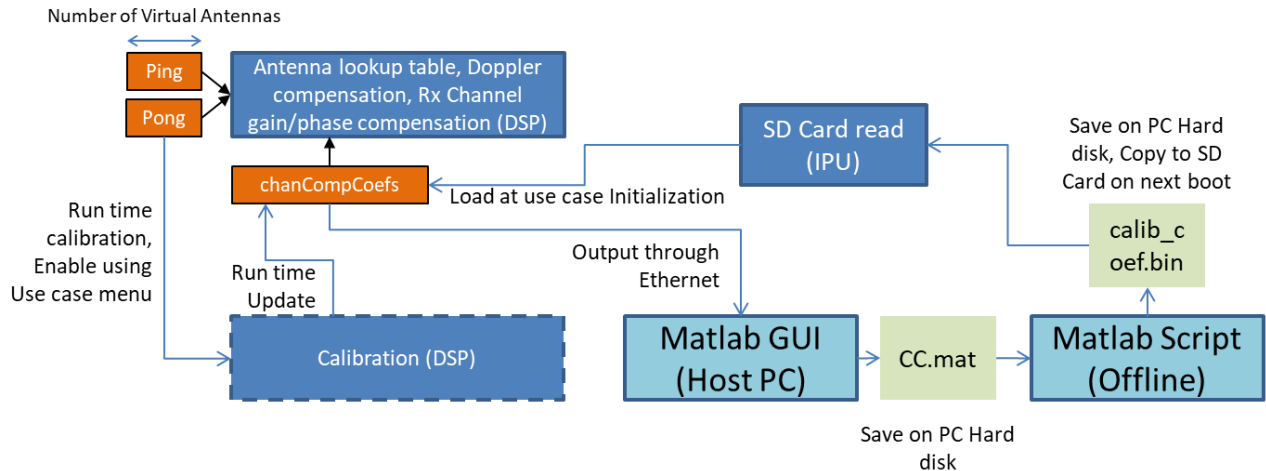 Number of Virtual Antennas
Ping
Pong
Antenna lookup table, Doppler
compensation, Rx Channel
gain/phase compensation (DSP)
SD Card read
(IPU)
Save on PC Hard
disk, Copy to SD
Card on next boot
chanCompCoefs
Load at use case Initialization
calib_c
oef.bin
Run time
calibration,
Enable using
Use case menu
Run time
Update
Output through
Ethernet
Calibration (DSP)
Matlab GUI
(Host PC)
CC.mat
Matlab Script
(Offline)
Save on PC Hard
disk